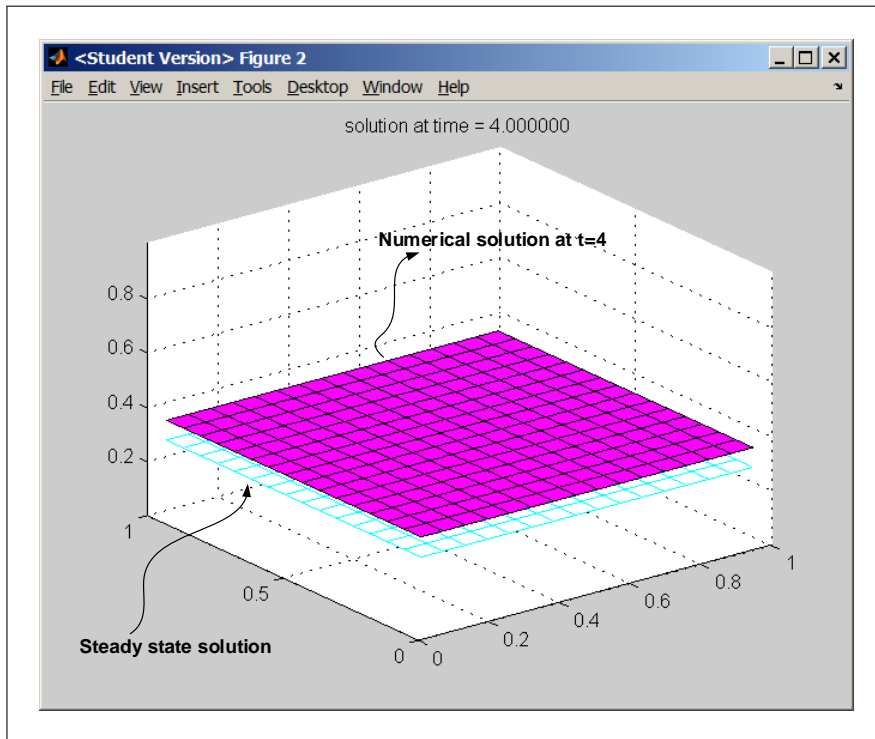 <Student Version> Figure 2
File Edit View Insert Tools Desktop Window Help
solution at time = 4.000000
Numerical solution at t=4
0.8
0.6
0.4
0.2
1
0.5
0
0
0.2
0.4
0.6
0.8
1
Steady state solution